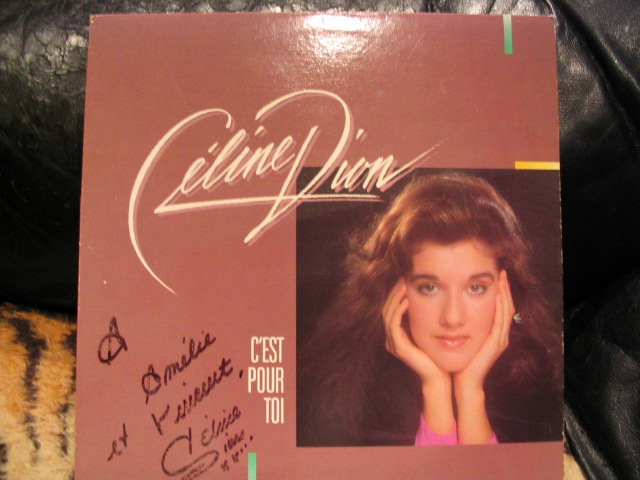 Céline Dion
C'EST
POUR
TOI
À
Amélie
et Vincent,
Céline